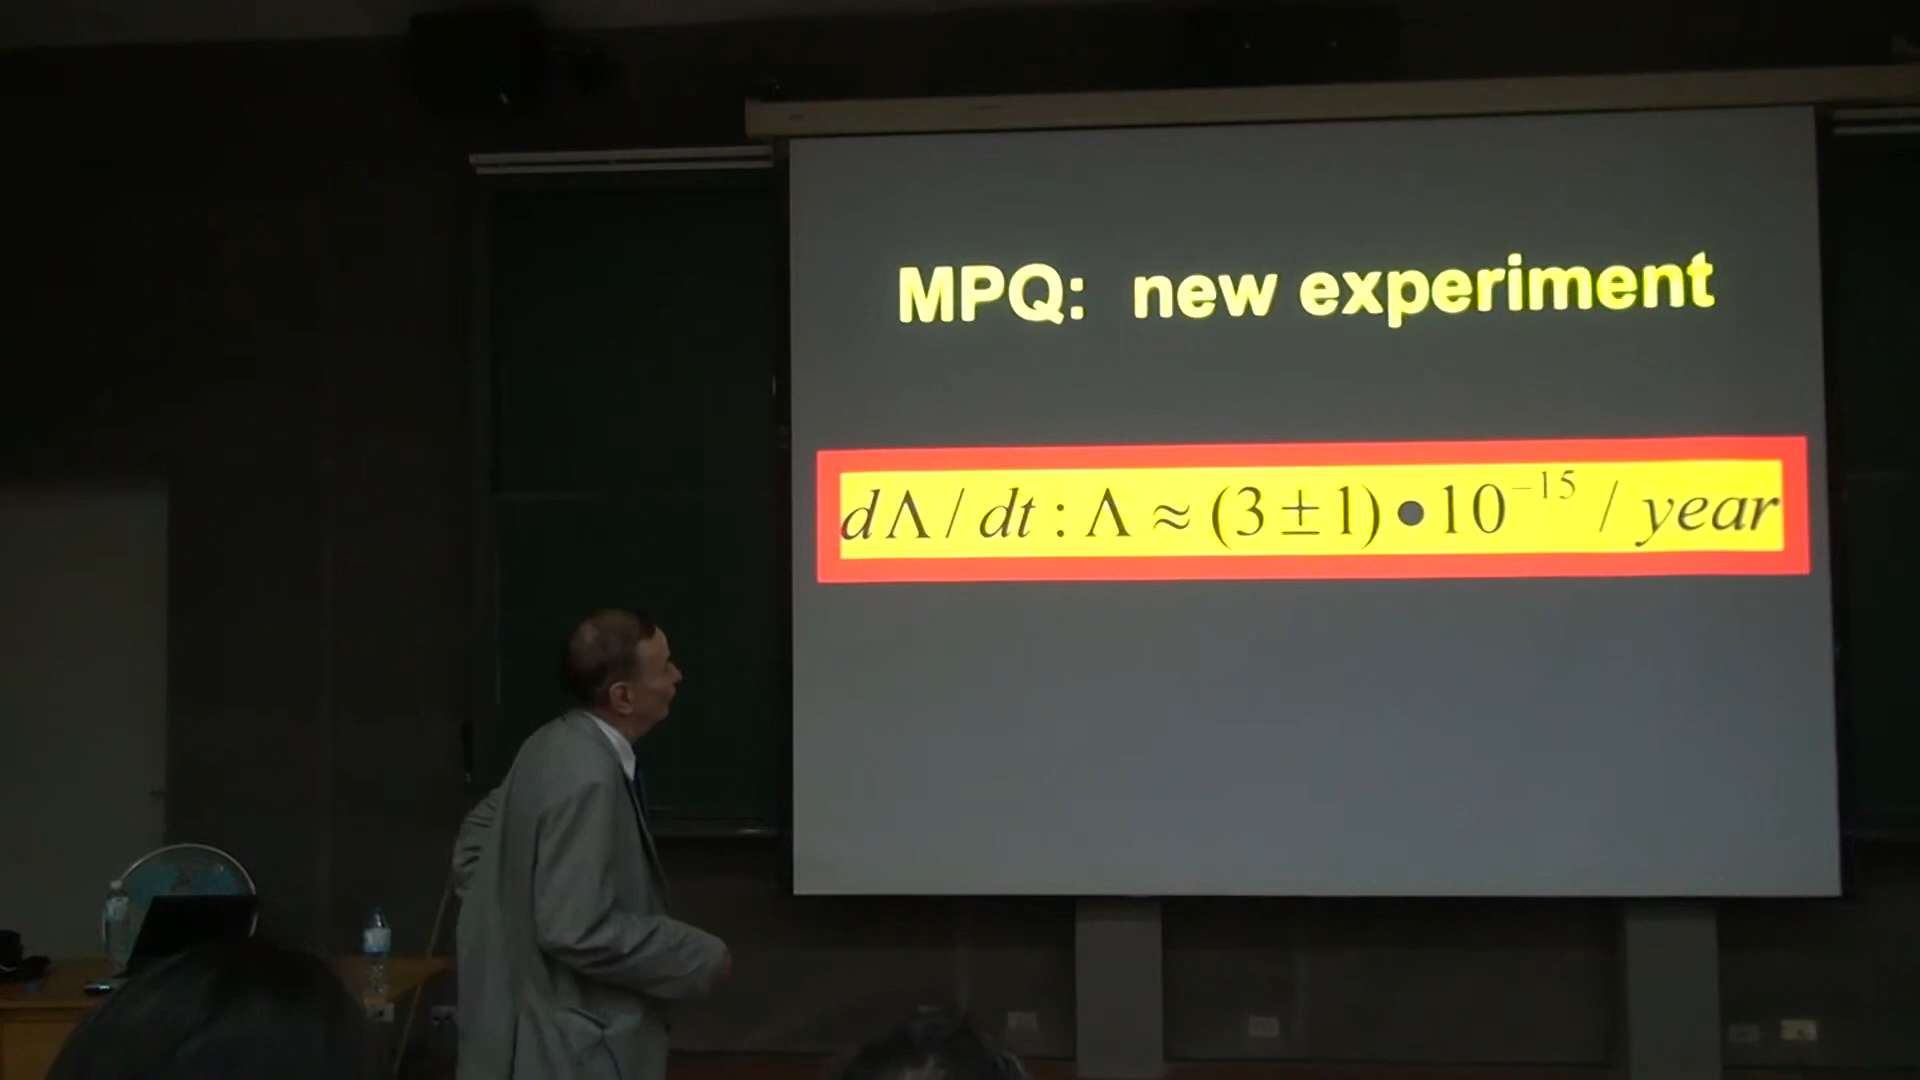 MPQ: new experiment
dΛ / dt : Λ ≈ (3 ± 1) • 10⁻¹⁵ / year